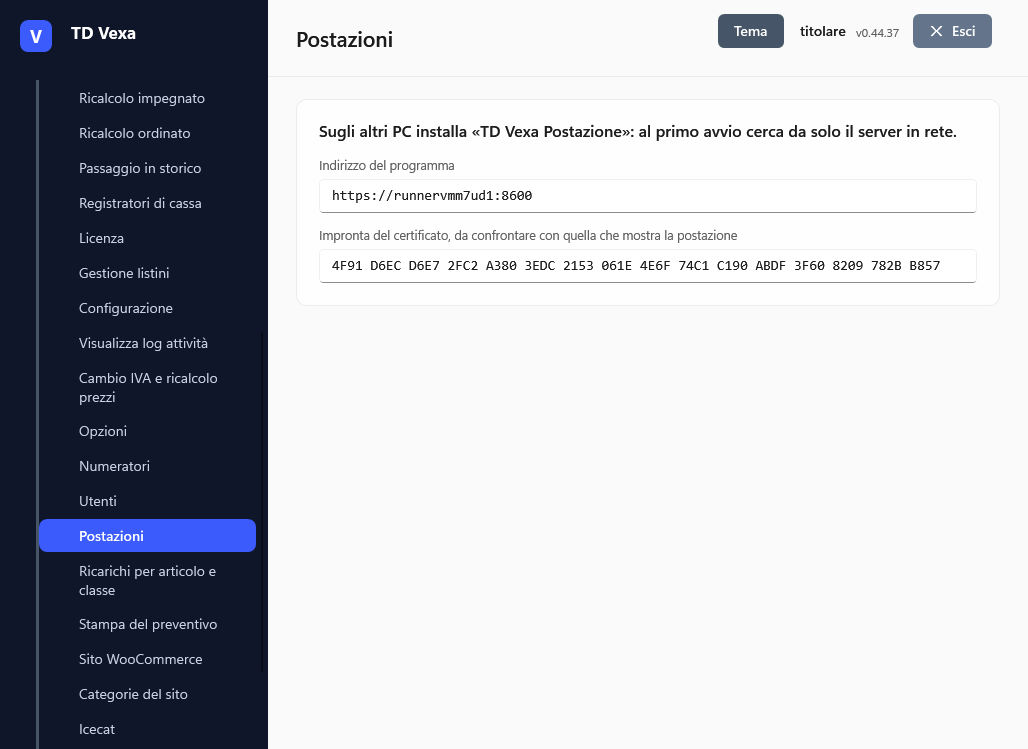 V
TD Vexa
Ricalcolo impegnato
Ricalcolo ordinato
Passaggio in storico
Registratori di cassa
Licenza
Gestione listini
Configurazione
Visualizza log attività
Cambio IVA e ricalcolo
prezzi
Opzioni
Numeratori
Utenti
Postazioni
Ricarichi per articolo e
classe
Stampa del preventivo
Sito WooCommerce
Categorie del sito
Icecat
Postazioni
Tema
titolare
v0.44.37
Esci
Sugli altri PC installa «TD Vexa Postazione»: al primo avvio cerca da solo il server in rete.
Indirizzo del programma
https://runnervmm7ud1:8600
Impronta del certificato, da confrontare con quella che mostra la postazione
4F91 D6EC D6E7 2FC2 A380 3EDC 2153 061E 4E6F 74C1 C190 ABDF 3F60 8209 782B B857